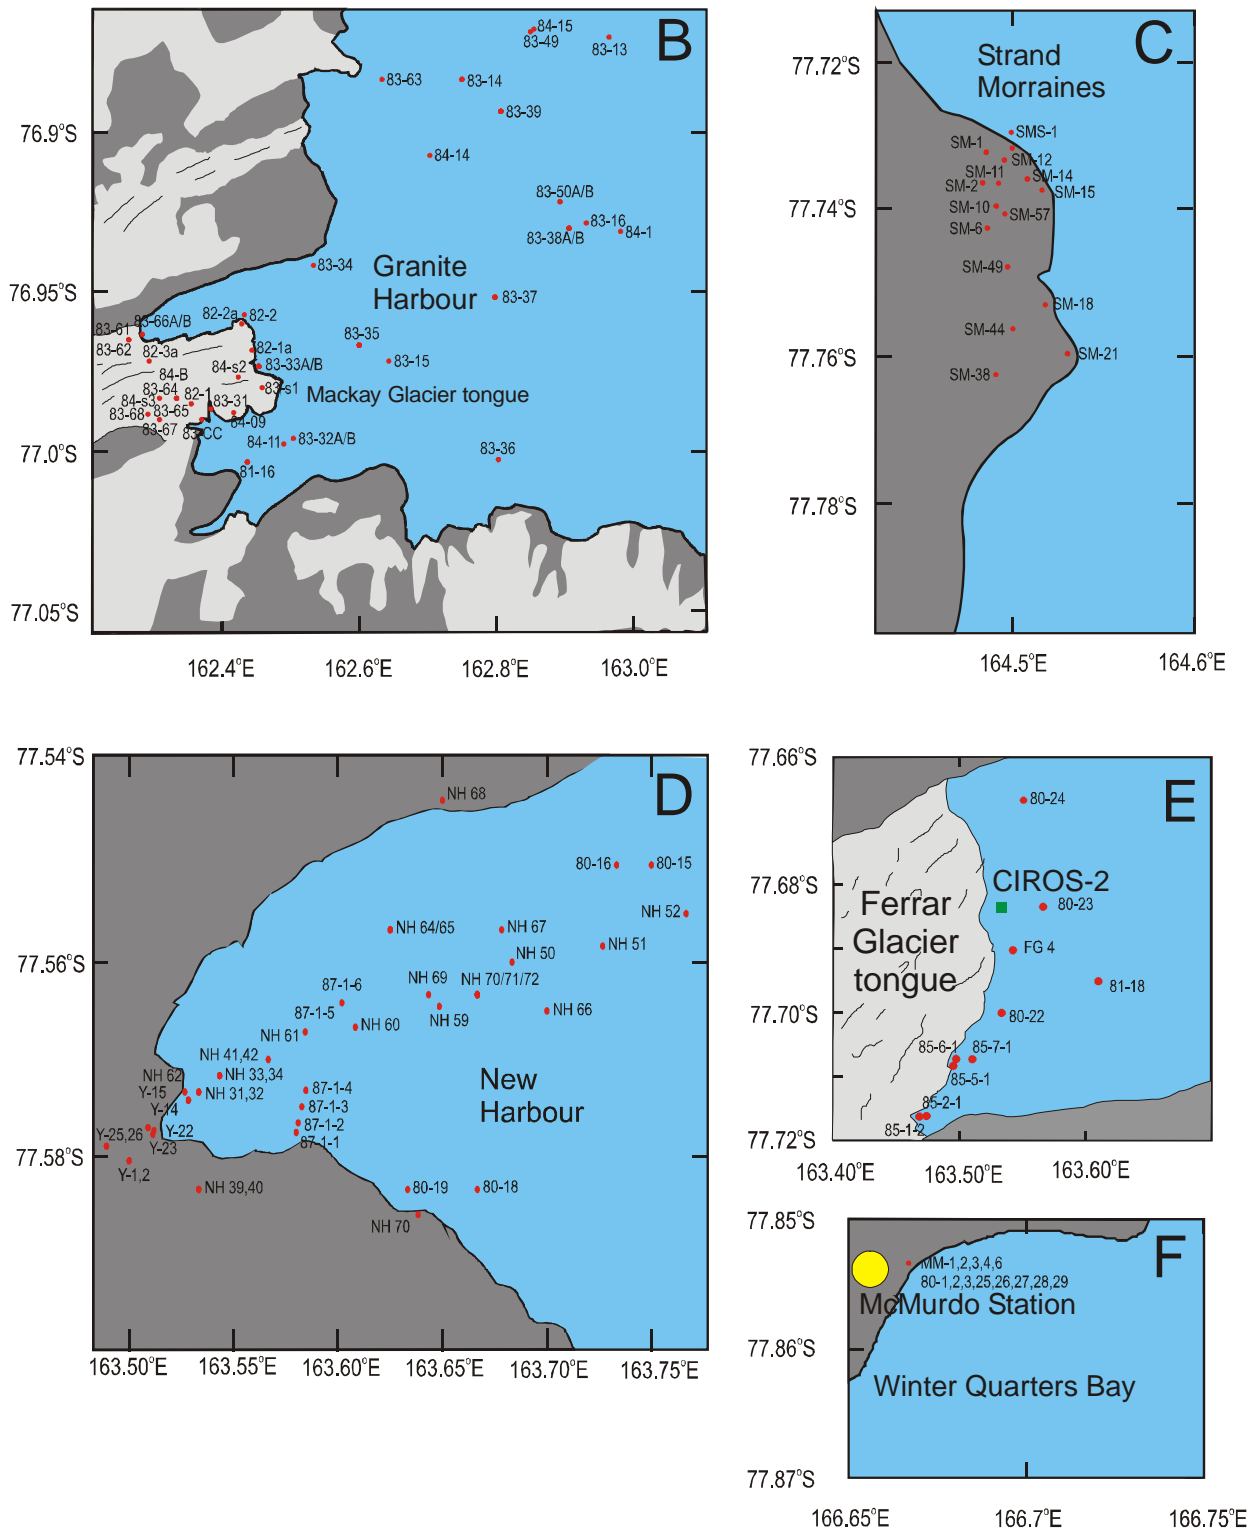 B
84-15
83-49
83-13
83-63
83-14
83-39
76.9°S
84-14
83-50A/B
83-16
83-38A/B
84-1
83-34
Granite
Harbour
76.95°S
83-37
82-2a
82-2
83-66A/B
83-61
83-62
83-35
82-1a
82-3a
83-15
84-s2
83-33A/B
84-B
83-s1
83-64
82-1
Mackay Glacier tongue
84-s3
83-31
83-68
83-65
84-09
83-67
83-CC
84-11
83-32A/B
83-36
77.0°S
81-16
77.05°S
162.4°E
162.6°E
162.8°E
163.0°E
C
Strand
Morraines
77.72°S
SMS-1
SM-1
SM-12
SM-11
SM-14
SM-2
SM-15
77.74°S
SM-10
SM-57
SM-6
SM-49
SM-18
SM-44
77.76°S
SM-21
SM-38
77.78°S
164.5°E
164.6°E
77.54°S
D
NH 68
80-16
80-15
NH 52
NH 64/65
NH 67
NH 51
NH 50
77.56°S
NH 69
NH 70/71/72
87-1-6
87-1-5
NH 66
NH 59
NH 61
NH 60
NH 41,42
NH 62
NH 33,34
New
Harbour
Y-15
NH 31,32
87-1-4
Y-14
87-1-3
87-1-2
Y-22
Y-25,26
87-1-1
Y-23
77.58°S
Y-1,2
NH 39,40
80-19
80-18
NH 70
163.50°E
163.55°E
163.60°E
163.65°E
163.70°E
163.75°E
77.66°S
E
80-24
CIROS-2
77.68°S
Ferrar
Glacier
tongue
80-23
FG 4
81-18
77.70°S
80-22
85-6-1
85-7-1
85-5-1
85-2-1
85-1-2
77.72°S
163.40°E
163.50°E
163.60°E
77.85°S
F
MM-1,2,3,4,6
80-1,2,3,25,26,27,28,29
McMurdo Station
77.86°S
Winter Quarters Bay
77.87°S
166.65°E
166.7°E
166.75°E